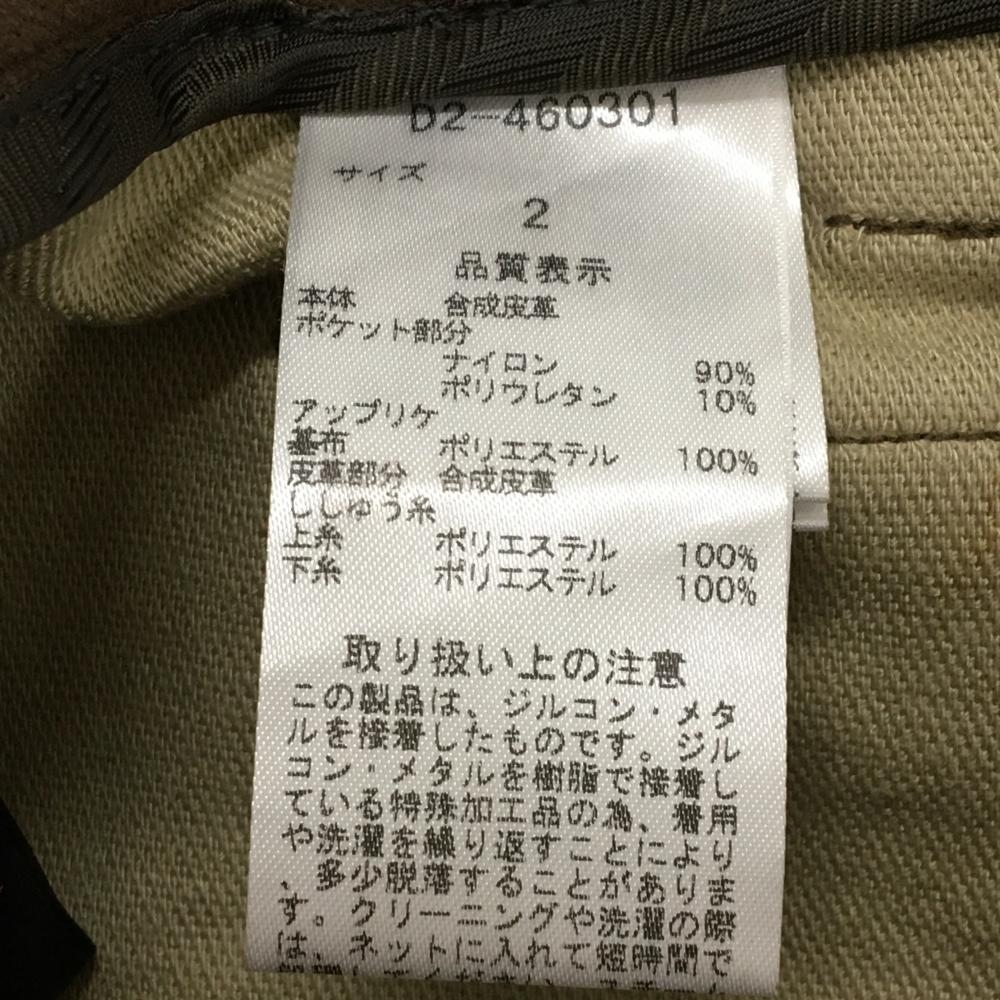 D2-460301
サイズ
2
品質表示
本体 合成皮革
ポケット部分
ナイロン 90%
ポリウレタン 10%
アップリケ
基布 ポリエステル 100%
皮革部分 合成皮革
ししゅう糸
上糸 ポリエステル 100%
下糸 ポリエステル 100%
取り扱い上の注意
この製品は、ジルコン・メタ
ルを接着したものです。ジル
コン・メタルを樹脂で接着し
ている特殊加工品の為、着用
や洗濯を繰り返すことにより
、多少脱落することがありま
す。クリーニングや洗濯の際
は、ネットに入れて短時間で